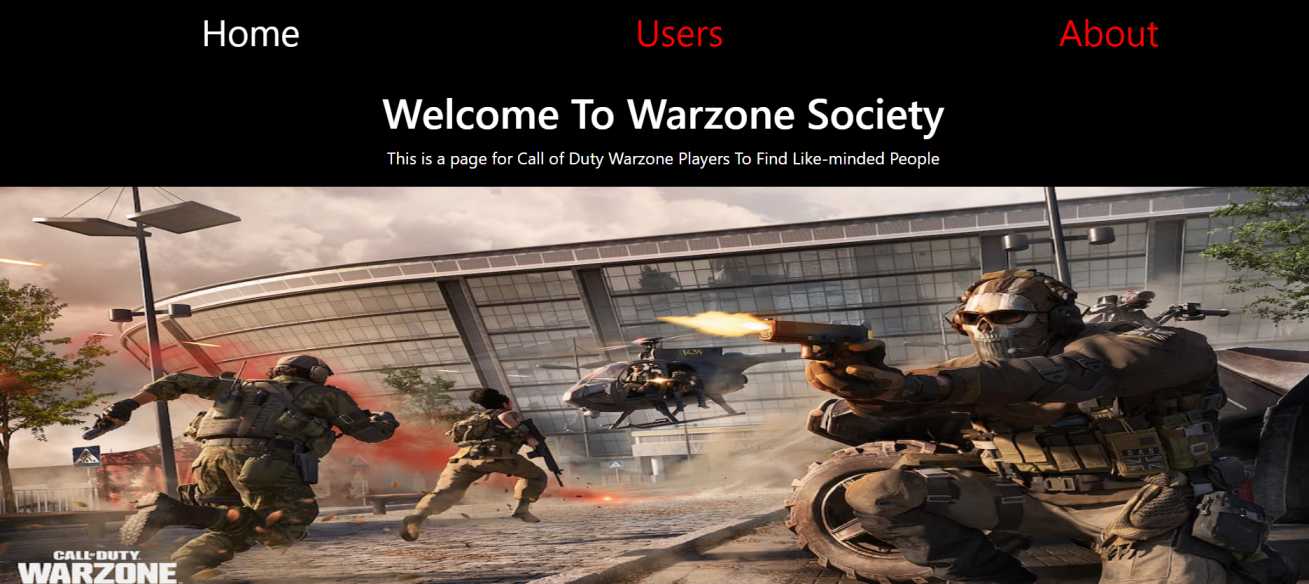 Home Users About
Welcome To Warzone Society
This is a page for Call of Duty Warzone Players To Find Like-minded People
CALL OF DUTY
WARZONE